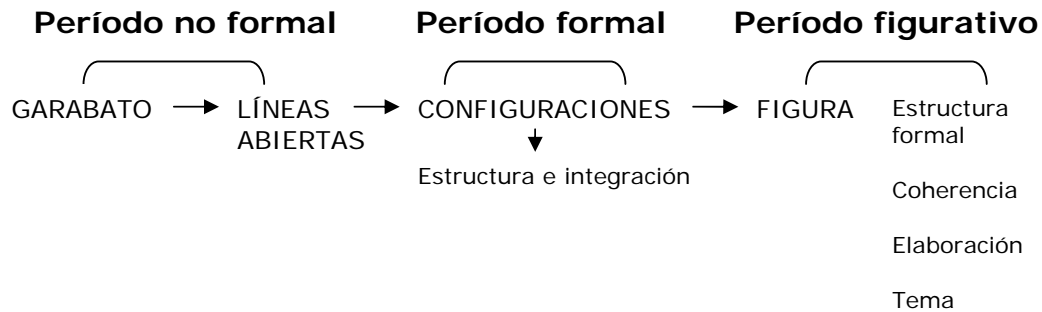 Período no formal
Período formal
Período figurativo
GARABATO
LÍNEAS
ABIERTAS
CONFIGURACIONES
Estructura e integración
FIGURA
Estructura
formal
Coherencia
Elaboración
Tema